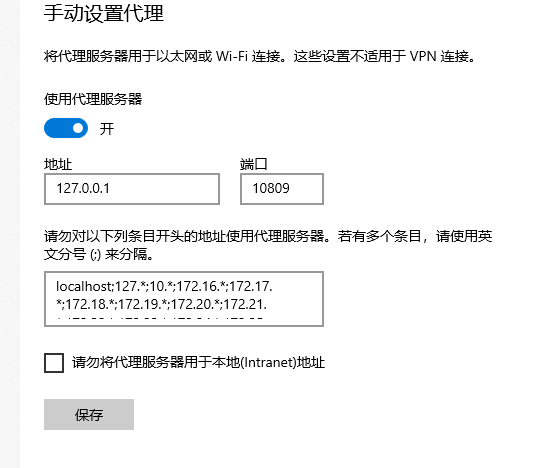 手动设置代理
将代理服务器用于以太网或 Wi-Fi 连接。这些设置不适用于 VPN 连接。
使用代理服务器
开
地址 端口
127.0.0.1 10809
请勿对以下列条目开头的地址使用代理服务器。若有多个条目，请使用英
文分号 (;) 来分隔。
localhost;127.*;10.*;172.16.*;172.17.
*;172.18.*;172.19.*;172.20.*;172.21.
请勿将代理服务器用于本地(Intranet)地址
保存